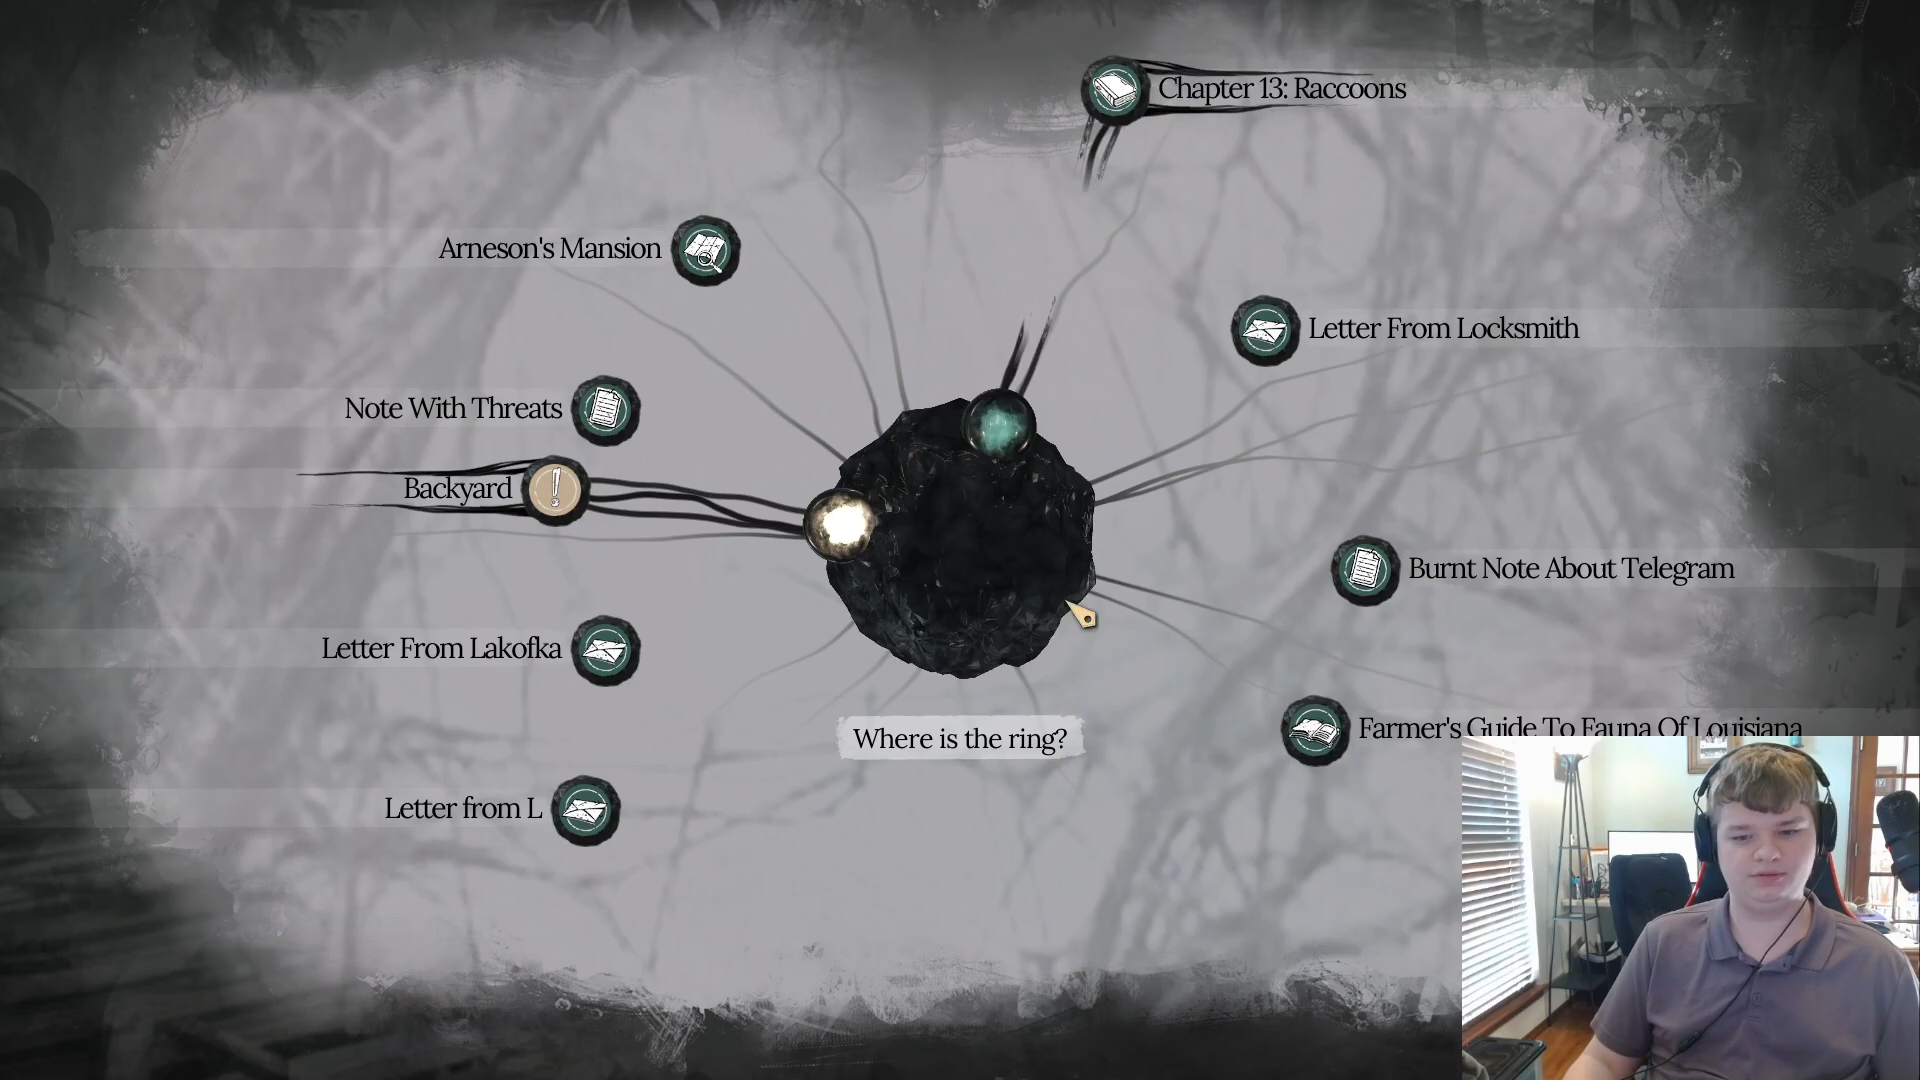 Chapter 13: Raccoons
Arneson's Mansion
Letter From Locksmith
Note With Threats
Backyard
Burnt Note About Telegram
Letter From Lakofka
Where is the ring?
Farmer's Guide To Fauna Of Louisiana
Letter from L